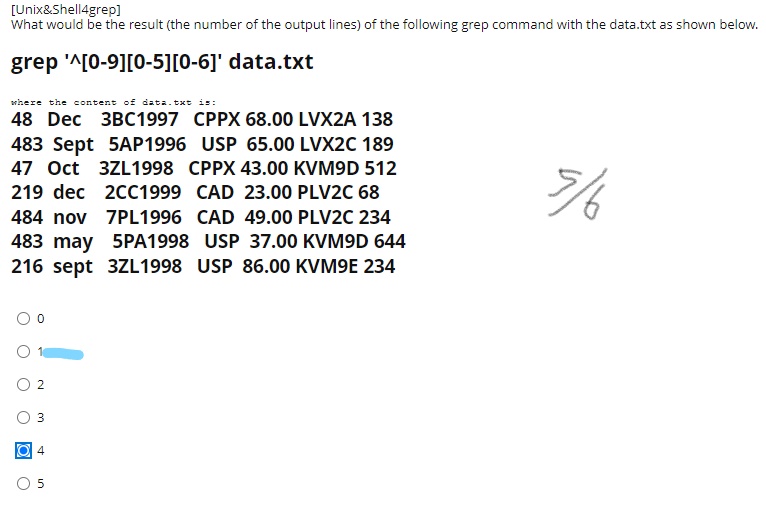 [Unix&Shell4grep]
What would be the result (the number of the output lines) of the following grep command with the data.txt as shown below.
grep '^[0-9][0-5][0-6]' data.txt
where the content of data.txt is:
48 Dec 3BC1997 CPPX 68.00 LVX2A 138
483 Sept 5AP1996 USP 65.00 LVX2C 189
47 Oct 3ZL1998 CPPX 43.00 KVM9D 512
219 dec 2CC1999 CAD 23.00 PLV2C 68
484 nov 7PL1996 CAD 49.00 PLV2C 234
483 may 5PA1998 USP 37.00 KVM9D 644
216 sept 3ZL1998 USP 86.00 KVM9E 234
5/6
0
1
2
3
4
5